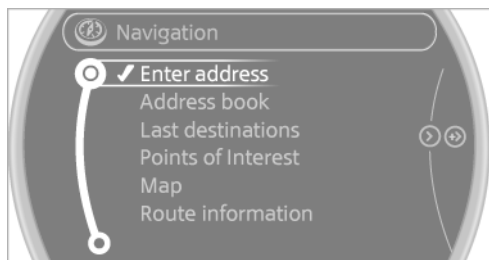 Navigation
Enter address
Address book
Last destinations
Points of Interest
Map
Route information